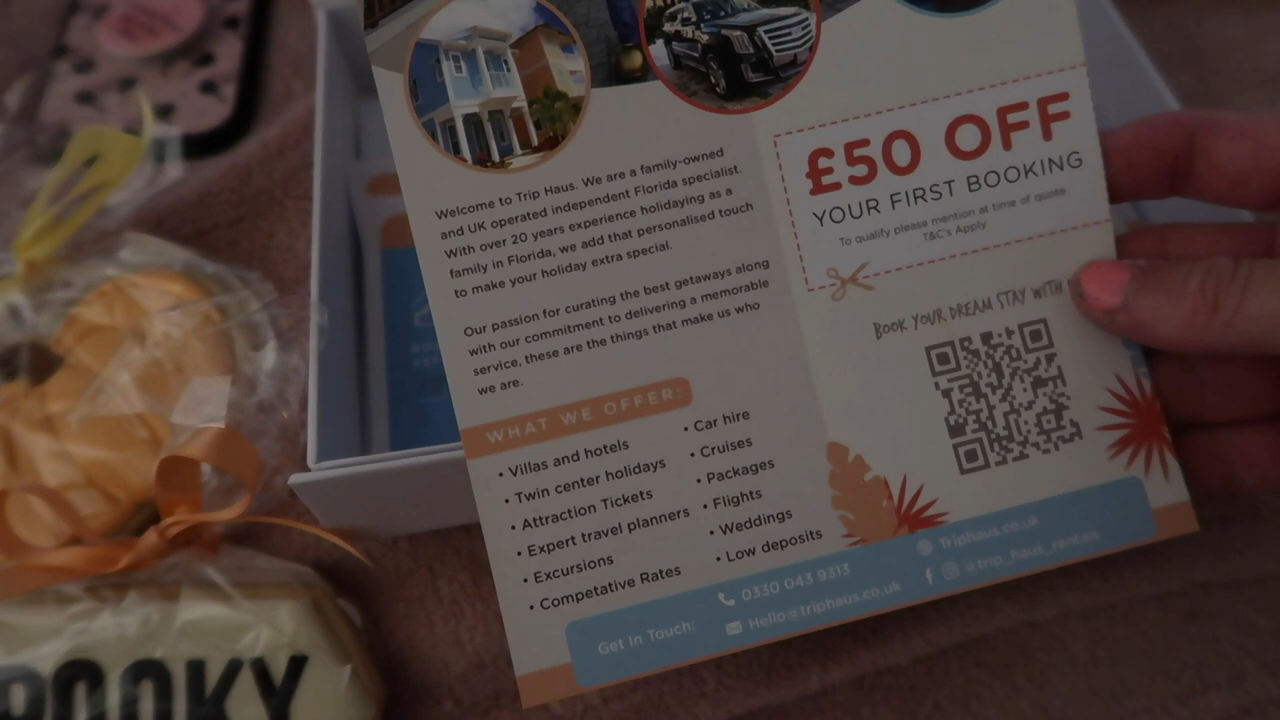 Welcome to Trip Haus. We are a family-owned
and UK operated independent Florida specialist.
With over 20 years experience holidaying as a
family in Florida, we add that personalised touch
to make your holiday extra special.
Our passion for curating the best getaways along
with our commitment to delivering a memorable
service, these are the things that make us who
we are.
WHAT WE OFFER:
• Villas and hotels
• Twin center holidays
• Attraction Tickets
• Expert travel planners
• Excursions
• Competative Rates
• Car hire
• Cruises
• Packages
• Flights
• Weddings
• Low deposits
£50 OFF
YOUR FIRST BOOKING
To qualify please mention at time of quote
T&C's Apply
BOOK YOUR DREAM STAY WITH
Get In Touch:
0330 043 9313
Hello@triphaus.co.uk
Triphaus.co.uk
@trip_haus_rentals
POOKY